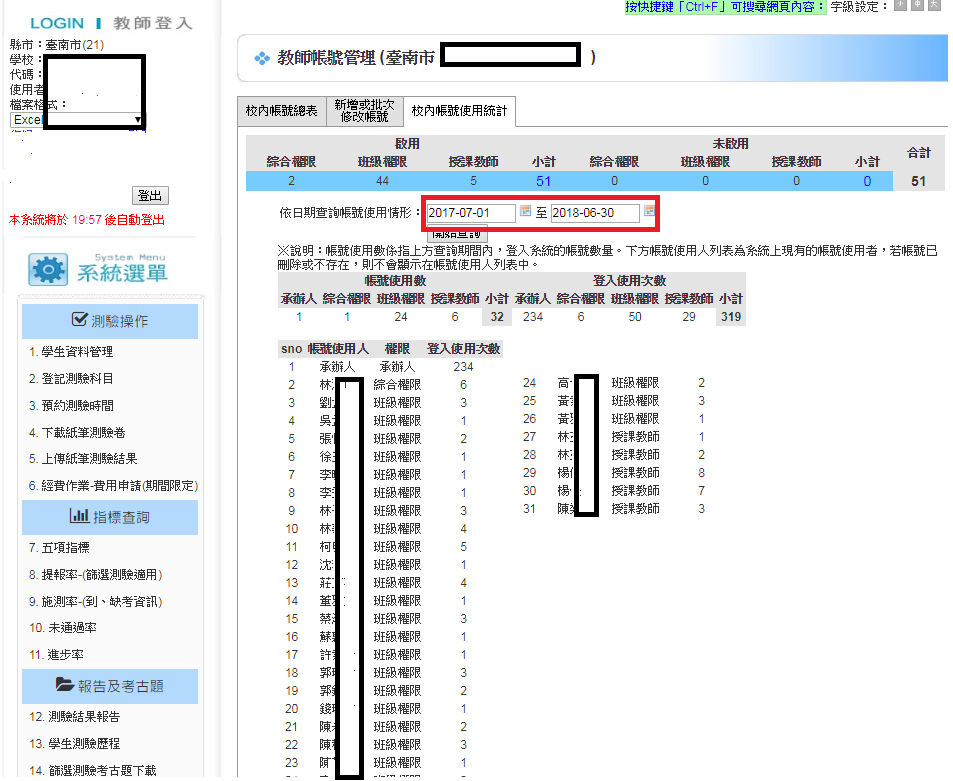 LOGIN 教師登入
縣市：臺南市(21)
學校：
代碼：
使用者
檔案格式：
Excel
登出
本系統將於 19:57 後自動登出
System Menu
系統選單
測驗操作
1. 學生資料管理
2. 登記測驗科目
3. 預約測驗時間
4. 下載紙筆測驗卷
5. 上傳紙筆測驗結果
6. 經費作業-費用申請(期間限定)
指標查詢
7. 五項指標
8. 提報率-(篩選測驗適用)
9. 施測率-(到、缺考資訊)
10. 未通過率
11. 進步率
報告及考古題
12. 測驗結果報告
13. 學生測驗歷程
14. 篩選測驗考古題下載
按快捷鍵「Ctrl+F」可搜尋網頁內容： 字級設定： 小 中 大
教師帳號管理 (臺南市 )
校內帳號總表 新增或批次修改帳號 校內帳號使用統計
啟用 未啟用 合計
綜合權限 班級權限 授課教師 小計 綜合權限 班級權限 授課教師 小計
2 44 5 51 0 0 0 0 51
依日期查詢帳號使用情形： 2017-07-01 至 2018-06-30
開始查詢
※說明：帳號使用數係指上方查詢期間內，登入系統的帳號數量。下方帳號使用人列表為系統上現有的帳號使用者，若帳號已
刪除或不存在，則不會顯示在帳號使用人列表中。
帳號使用數 登入使用次數
承辦人 綜合權限 班級權限 授課教師 小計 承辦人 綜合權限 班級權限 授課教師 小計
1 1 24 6 32 234 6 50 29 319
sno 帳號使用人 權限 登入使用次數
1 承辦人 承辦人 234
2 林 綜合權限 6
3 劉 班級權限 3
4 吳 班級權限 1
5 張 班級權限 2
6 徐 班級權限 1
7 李 班級權限 1
8 李 班級權限 1
9 林 班級權限 3
10 林 班級權限 4
11 柯 班級權限 5
12 沈 班級權限 1
13 莊 班級權限 4
14 董 班級權限 1
15 蔡 班級權限 3
16 蘇 班級權限 1
17 許 班級權限 1
18 郭 班級權限 3
19 郭 班級權限 2
20 錢 班級權限 1
21 陳 班級權限 2
22 陳 班級權限 3
23 陳 班級權限 1
24 高 班級權限 2
25 黃 班級權限 3
26 黃 班級權限 1
27 林 授課教師 1
28 林 授課教師 2
29 楊 授課教師 8
30 楊 授課教師 7
31 陳 授課教師 3